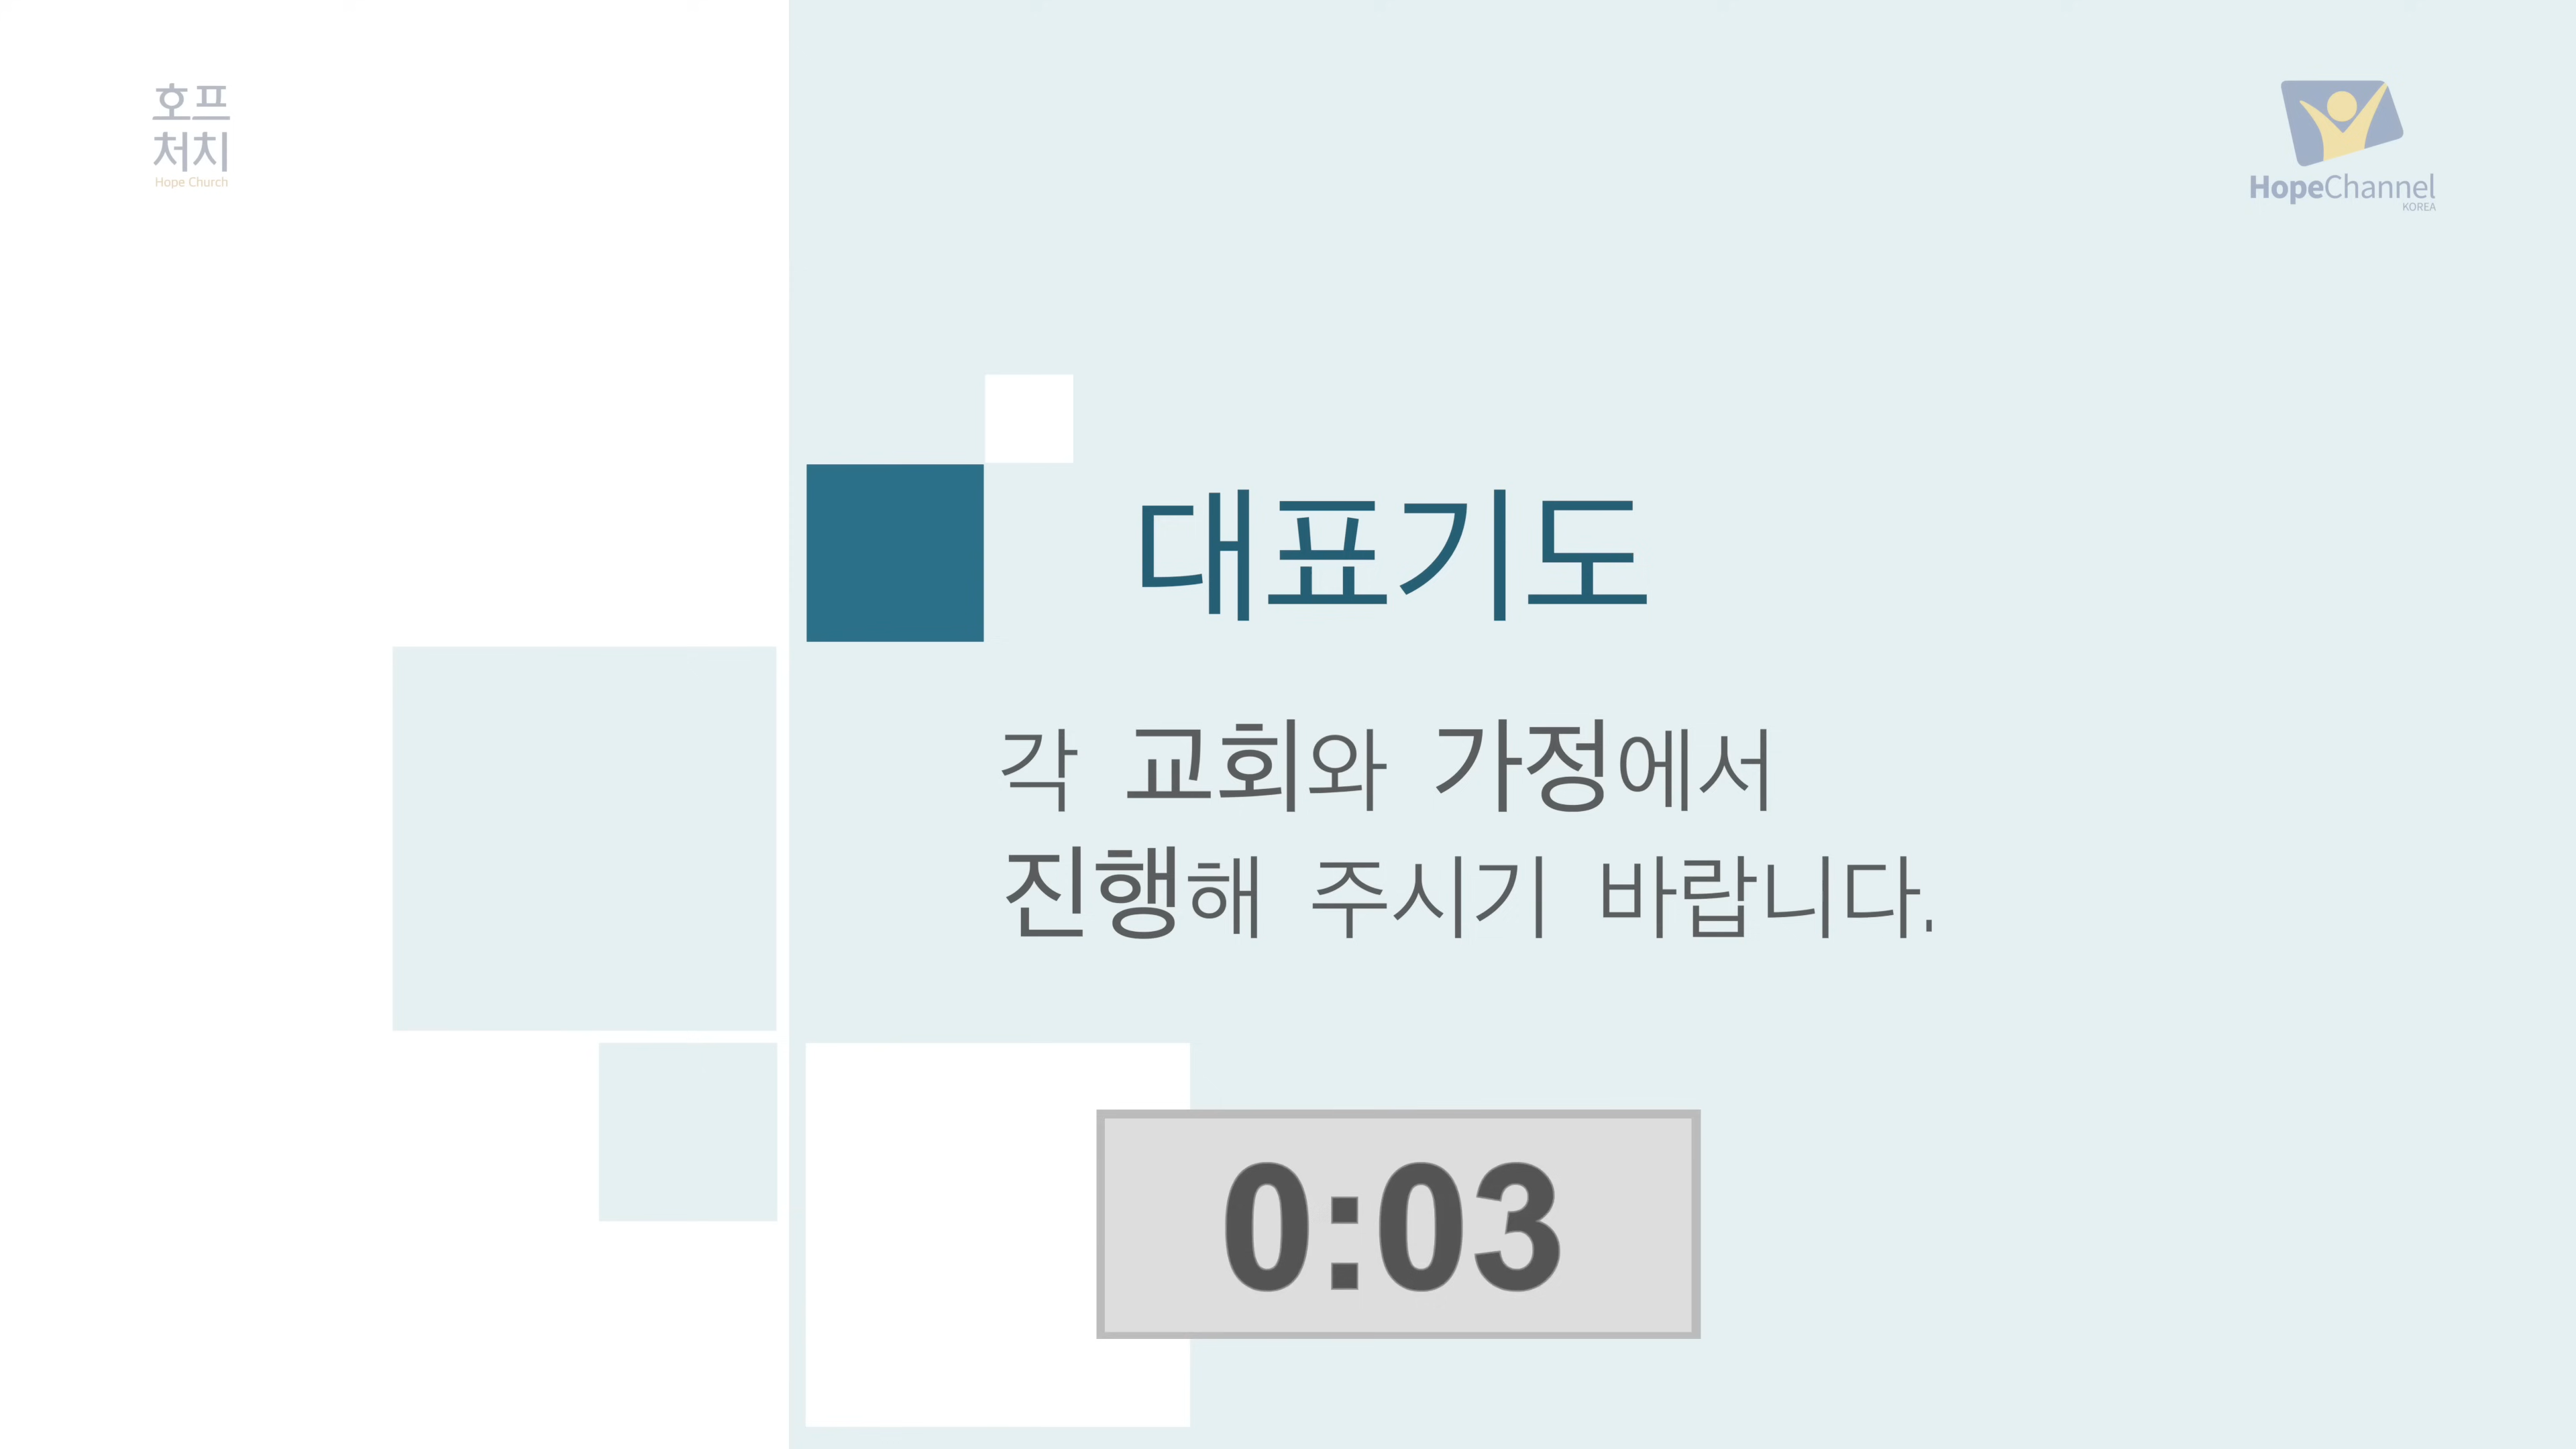 호프
처치
Hope Church
HopeChannel
KOREA
대표기도
각 교회와 가정에서
진행해 주시기 바랍니다.
0:03